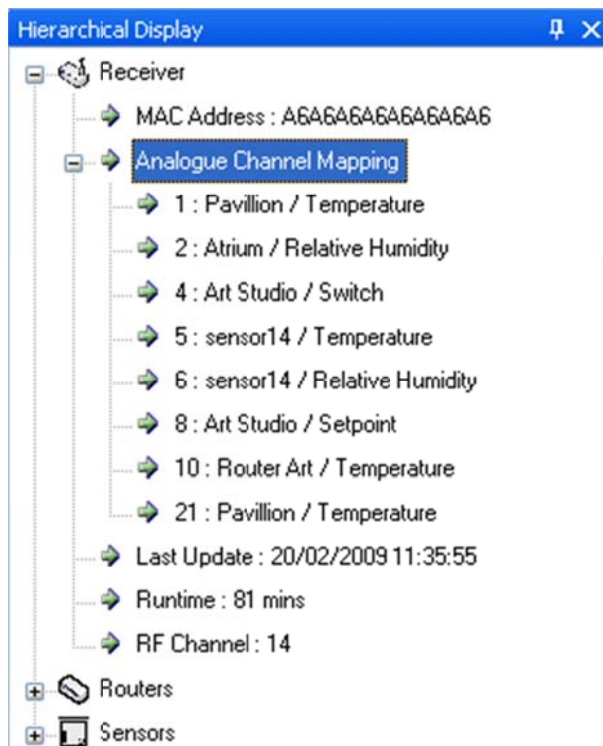 Hierarchical Display
Receiver
MAC Address : A6A6A6A6A6A6A6A6
Analogue Channel Mapping
1 : Pavillion / Temperature
2 : Atrium / Relative Humidity
4 : Art Studio / Switch
5 : sensor14 / Temperature
6 : sensor14 / Relative Humidity
8 : Art Studio / Setpoint
10 : Router Art / Temperature
21 : Pavillion / Temperature
Last Update : 20/02/2009 11:35:55
Runtime : 81 mins
RF Channel : 14
Routers
Sensors